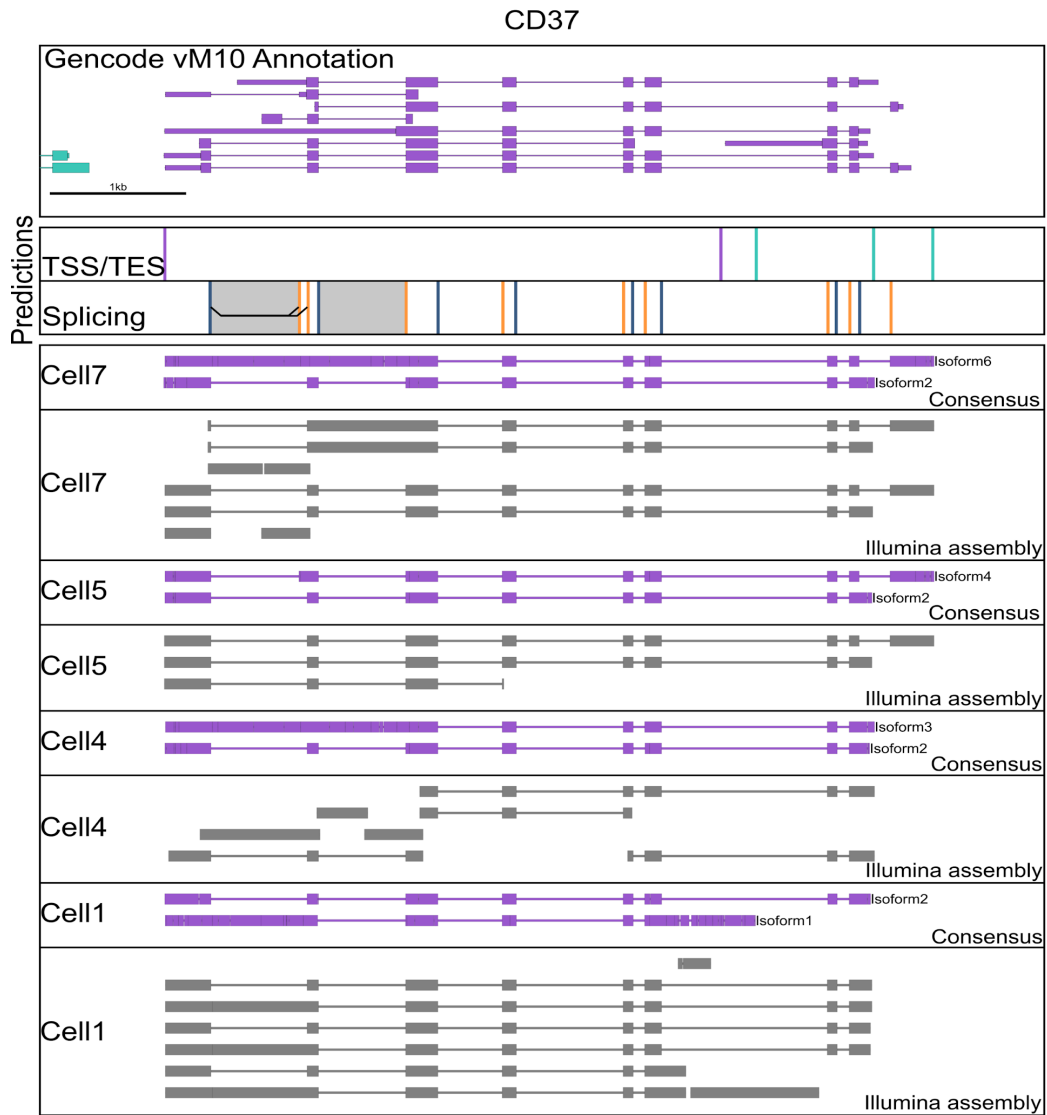 CD37
Gencode vM10 Annotation
1kb
Predictions
TSS/TES
Splicing
Cell7
Isoform6
Isoform2
Consensus
Cell7
Illumina assembly
Cell5
Isoform4
Isoform2
Consensus
Cell5
Illumina assembly
Cell4
Isoform3
Isoform2
Consensus
Cell4
Illumina assembly
Cell1
Isoform2
Isoform1
Consensus
Cell1
Illumina assembly